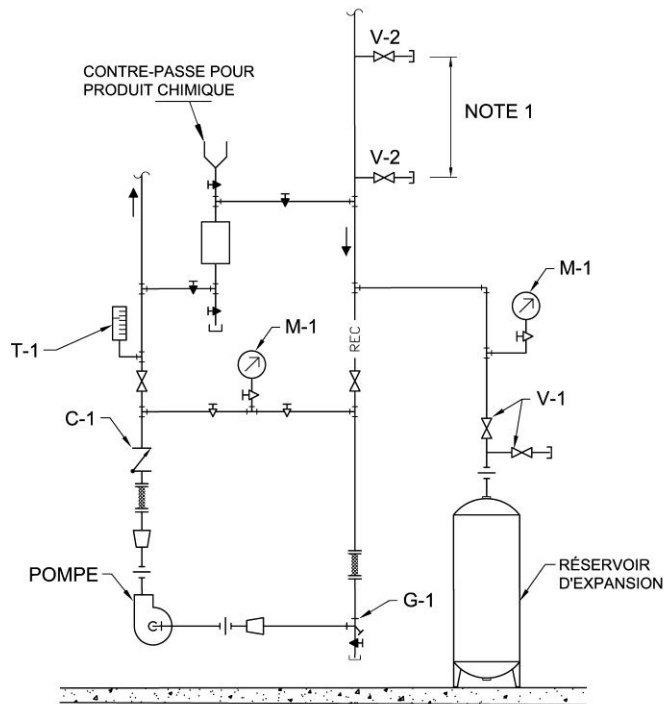 V-2
CONTRE-PASSE POUR
PRODUIT CHIMIQUE
NOTE 1
V-2
M-1
T-1
M-1
REC
V-1
C-1
POMPE
G-1
RÉSERVOIR
D'EXPANSION